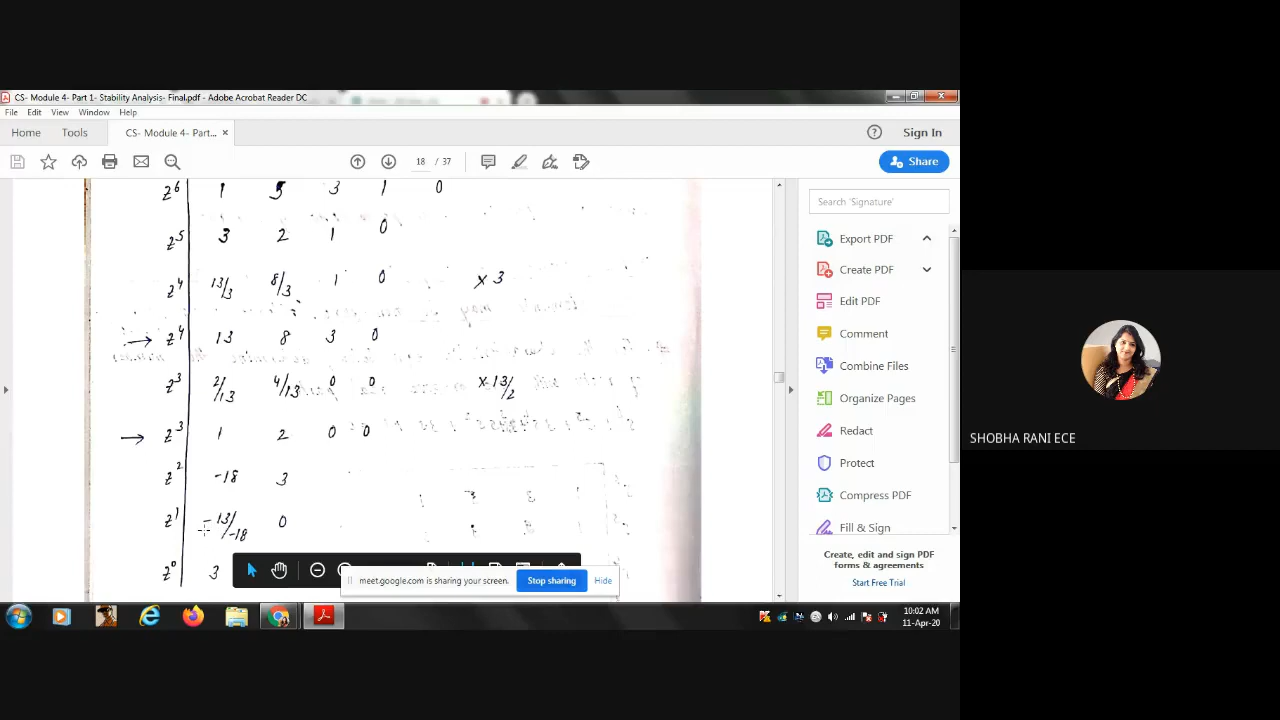 CS- Module 4- Part 1- Stability Analysis- Final.pdf - Adobe Acrobat Reader DC
File Edit View Window Help
Home Tools CS- Module 4- Part... × Sign In
18 / 37 Share
z⁶ 1 5 3 1 0
z⁵ 3 2 1 0
z⁴ 13/3 8/3 1 0 × 3
→ z⁴ 13 8 3 0
z³ 2/13 4/13 0 0 × 13/2
→ z³ 1 2 0 0
z² -18 3
z¹ -13/-18 0
z⁰ 3
Search 'Signature'
Export PDF
Create PDF
Edit PDF
Comment
Combine Files
Organize Pages
Redact
Protect
Compress PDF
Fill & Sign
Create, edit and sign PDF
forms & agreements
Start Free Trial
meet.google.com is sharing your screen. Stop sharing Hide
10:02 AM
11-Apr-20
SHOBHA RANI ECE